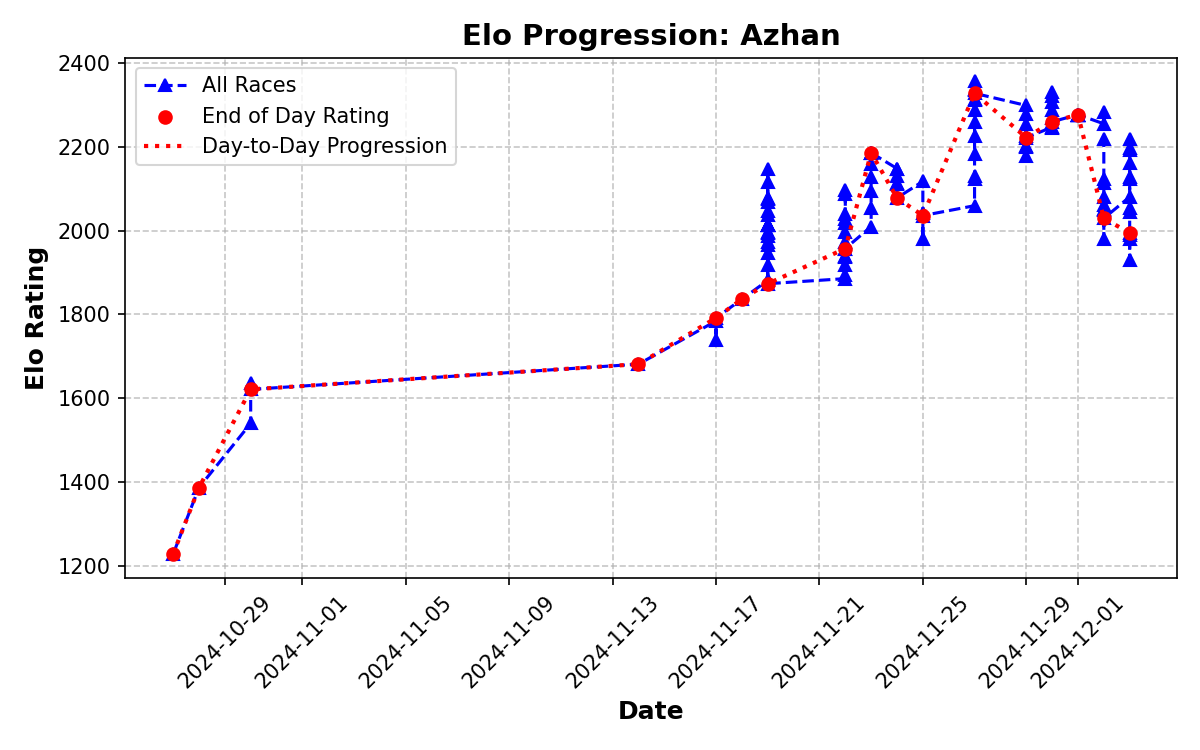 Elo Progression: Azhan
All Races
End of Day Rating
Day-to-Day Progression
Elo Rating
2400
2200
2000
1800
1600
1400
1200
2024-10-29
2024-11-01
2024-11-05
2024-11-09
2024-11-13
2024-11-17
2024-11-21
2024-11-25
2024-11-29
2024-12-01
Date